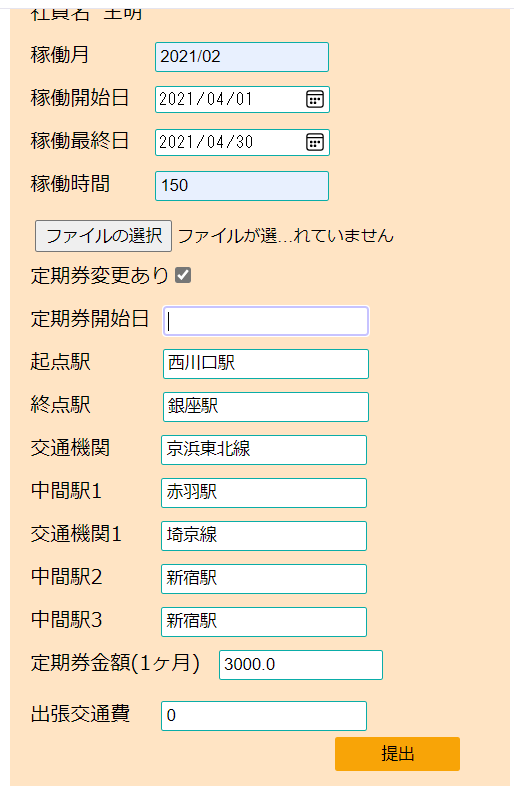 社員名 王明
稼働月 2021/02
稼働開始日 2021/04/01
稼働最終日 2021/04/30
稼働時間 150
ファイルの選択 ファイルが選...れていません
定期券変更あり
定期券開始日
起点駅 西川口駅
終点駅 銀座駅
交通機関 京浜東北線
中間駅1 赤羽駅
交通機関1 埼京線
中間駅2 新宿駅
中間駅3 新宿駅
定期券金額(1ヶ月) 3000.0
出張交通費 0
提出